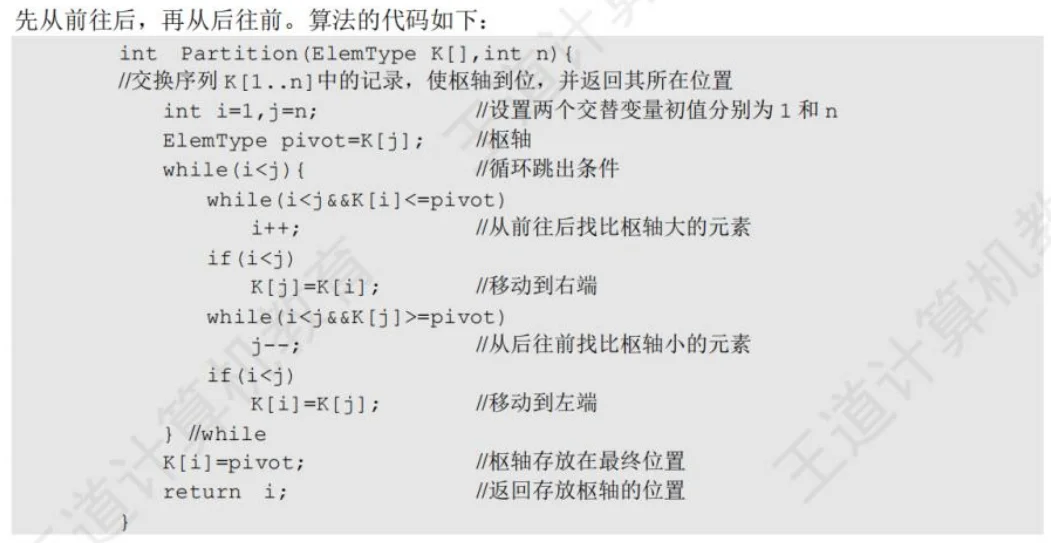 先从前往后，再从后往前。算法的代码如下：
int Partition(ElemType K[],int n){
//交换序列K[1..n]中的记录，使枢轴到位，并返回其所在位置
int i=1,j=n; //设置两个交替变量初值分别为1和n
ElemType pivot=K[j]; //枢轴
while(i<j){ //循环跳出条件
while(i<j&&K[i]<=pivot)
i++; //从前往后找比枢轴大的元素
if(i<j)
K[j]=K[i]; //移动到右端
while(i<j&&K[j]>=pivot)
j--; //从后往前找比枢轴小的元素
if(i<j)
K[i]=K[j]; //移动到左端
} //while
K[i]=pivot; //枢轴存放在最终位置
return i; //返回存放枢轴的位置
}
王道计算机教育
王道计算机教
王道计算